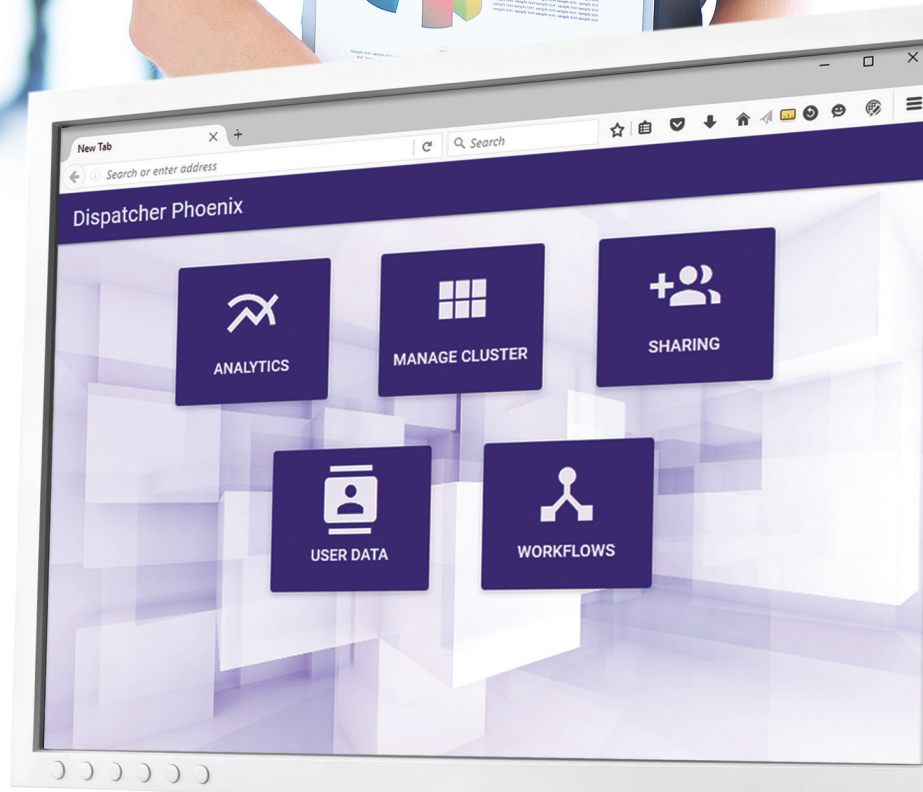 New Tab
Search or enter address
Search
Dispatcher Phoenix
ANALYTICS
MANAGE CLUSTER
SHARING
USER DATA
WORKFLOWS